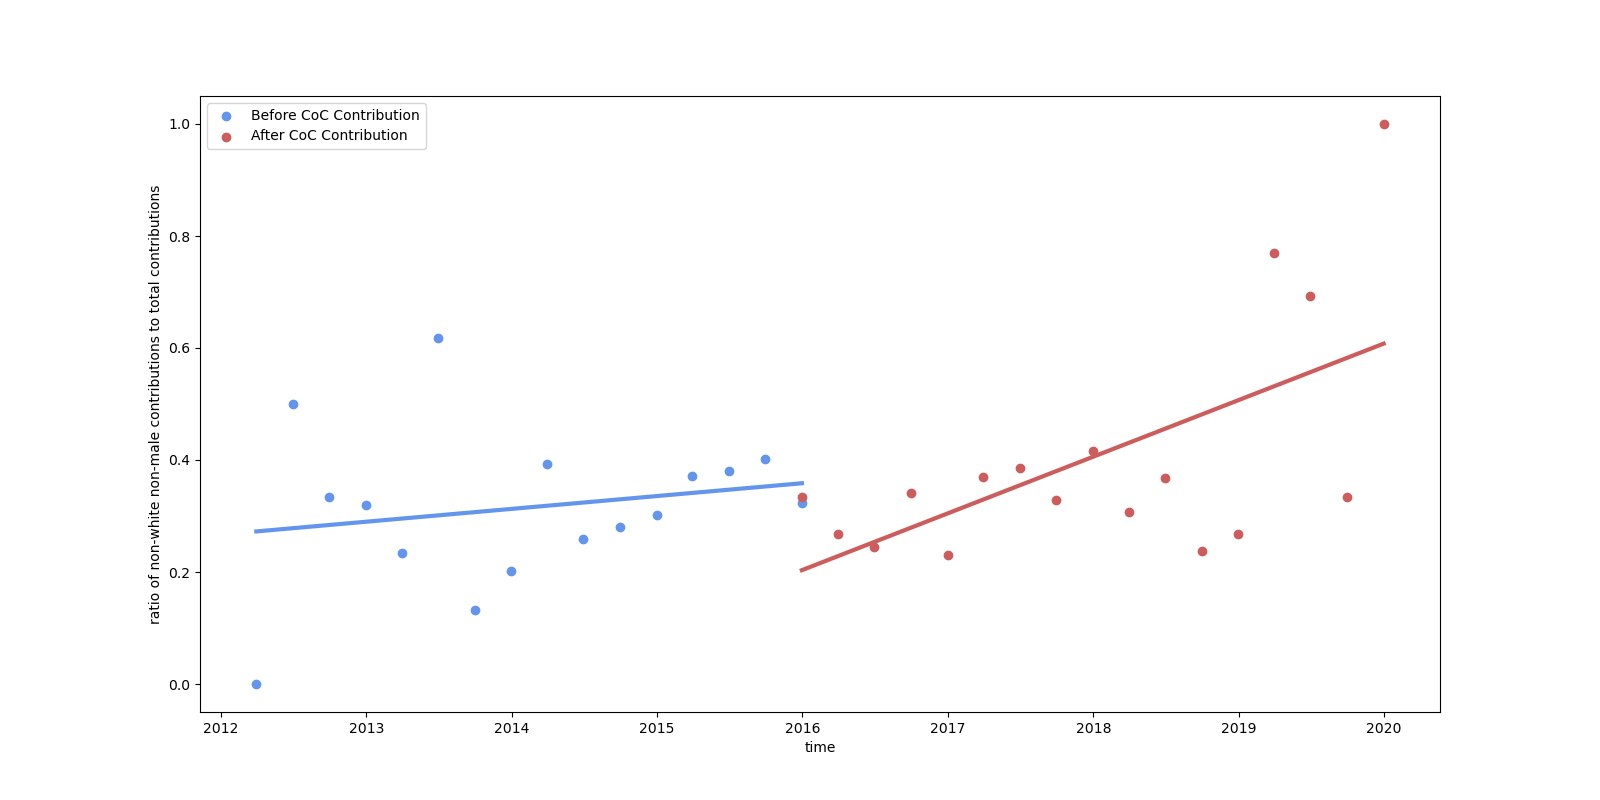 Before CoC Contribution
After CoC Contribution
ratio of non-white non-male contributions to total contributions
1.0
0.8
0.6
0.4
0.2
0.0
2012 2013 2014 2015 2016 2017 2018 2019 2020
time